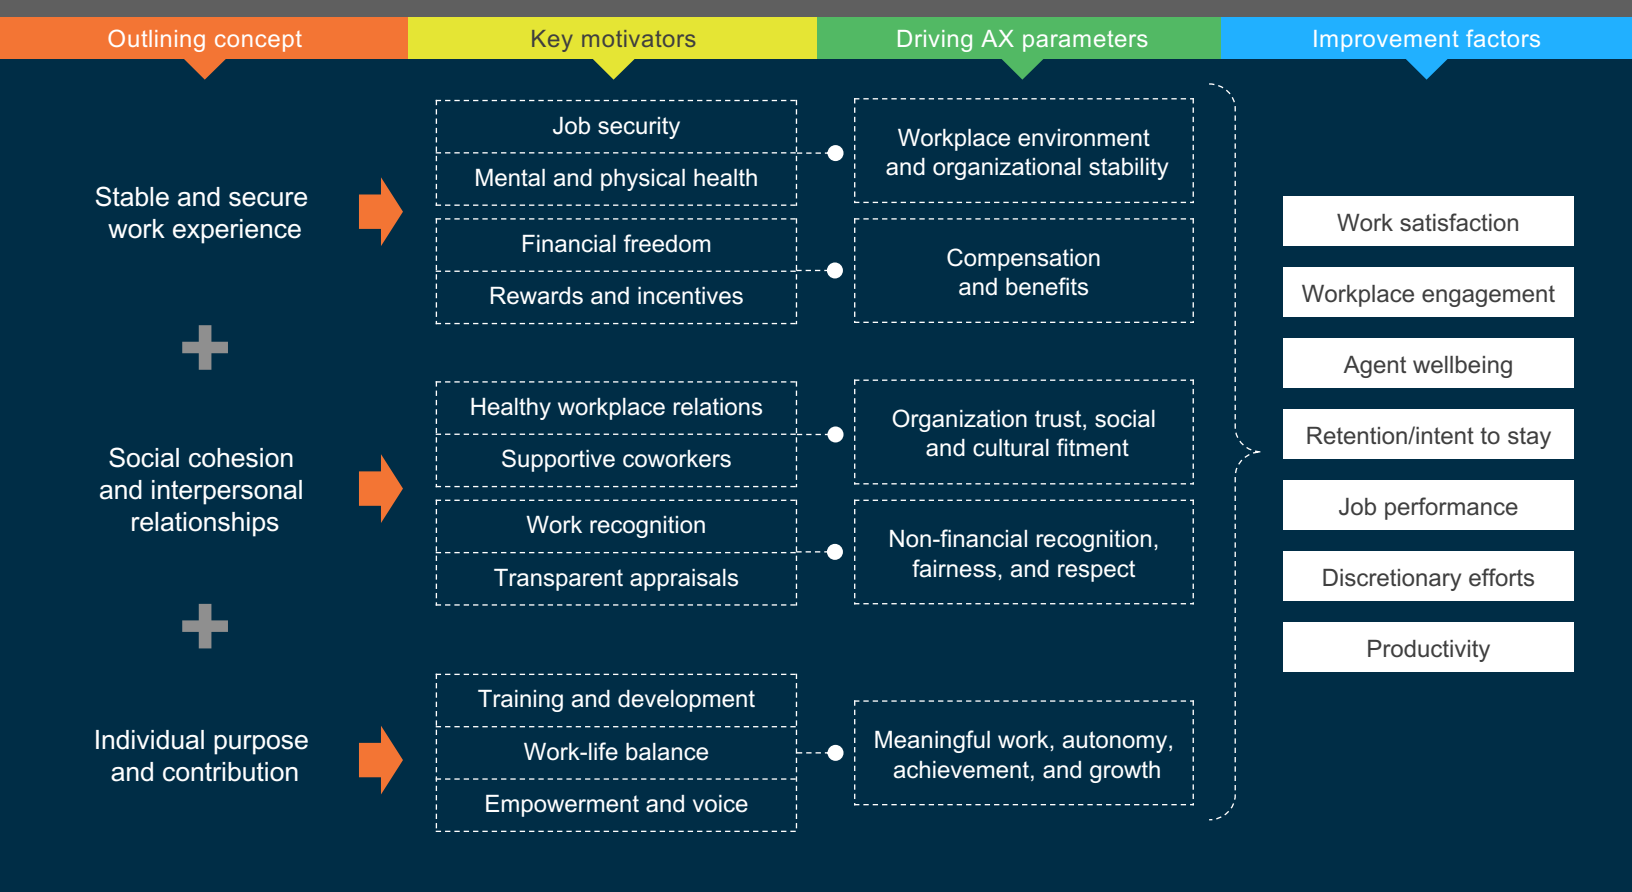 Outlining concept
Key motivators
Driving AX parameters
Improvement factors
Stable and secure
work experience
Job security
Mental and physical health
Financial freedom
Rewards and incentives
Workplace environment
and organizational stability
Compensation
and benefits
Social cohesion
and interpersonal
relationships
Healthy workplace relations
Supportive coworkers
Work recognition
Transparent appraisals
Organization trust, social
and cultural fitment
Non-financial recognition,
fairness, and respect
Individual purpose
and contribution
Training and development
Work-life balance
Empowerment and voice
Meaningful work, autonomy,
achievement, and growth
Work satisfaction
Workplace engagement
Agent wellbeing
Retention/intent to stay
Job performance
Discretionary efforts
Productivity